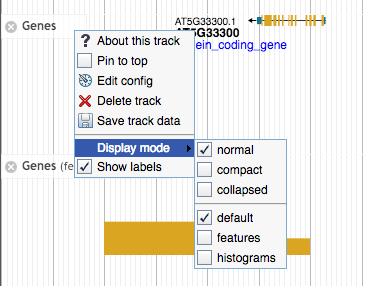 Genes
AT5G33300.1
AT5G33300
ein_coding_gene
About this track
Pin to top
Edit config
Delete track
Save track data
Display mode
Show labels
normal
compact
collapsed
default
features
histograms
Genes (fe